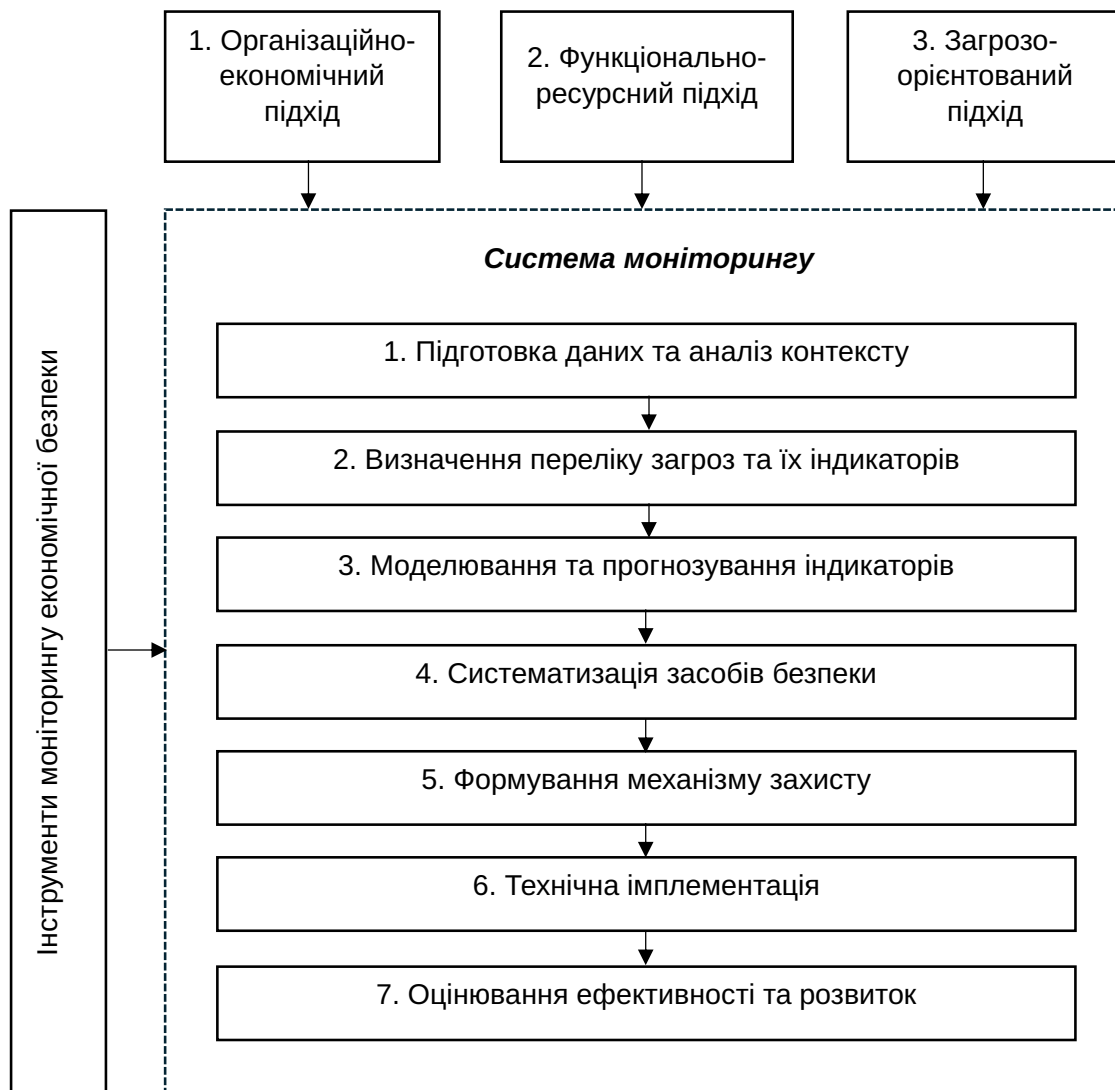 1. Організаційно-
економічний
підхід
2. Функціонально-
ресурсний підхід
3. Загрозо-
орієнтований
підхід
Інструменти моніторингу економічної безпеки
Система моніторингу
1. Підготовка даних та аналіз контексту
2. Визначення переліку загроз та їх індикаторів
3. Моделювання та прогнозування індикаторів
4. Систематизація засобів безпеки
5. Формування механізму захисту
6. Технічна імплементація
7. Оцінювання ефективності та розвиток